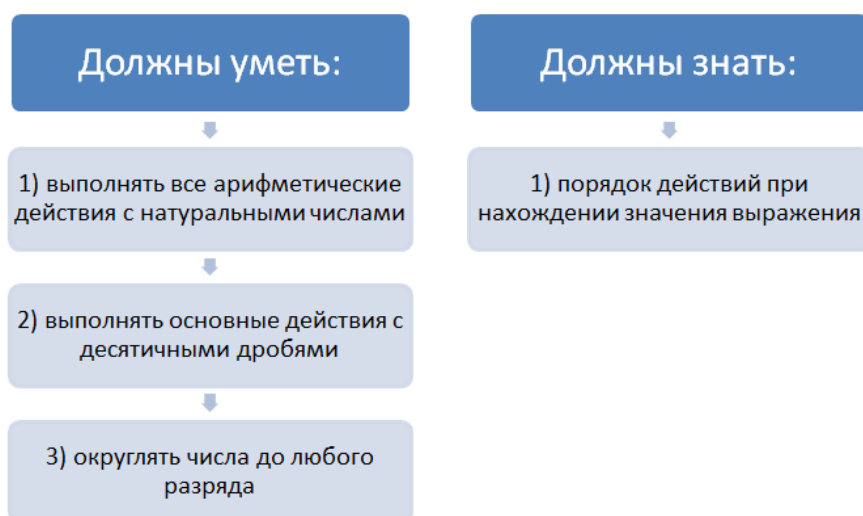 Должны уметь:
1) выполнять все арифметические
действия с натуральными числами
2) выполнять основные действия с
десятичными дробями
3) округлять числа до любого
разряда
Должны знать:
1) порядок действий при
нахождении значения выражения